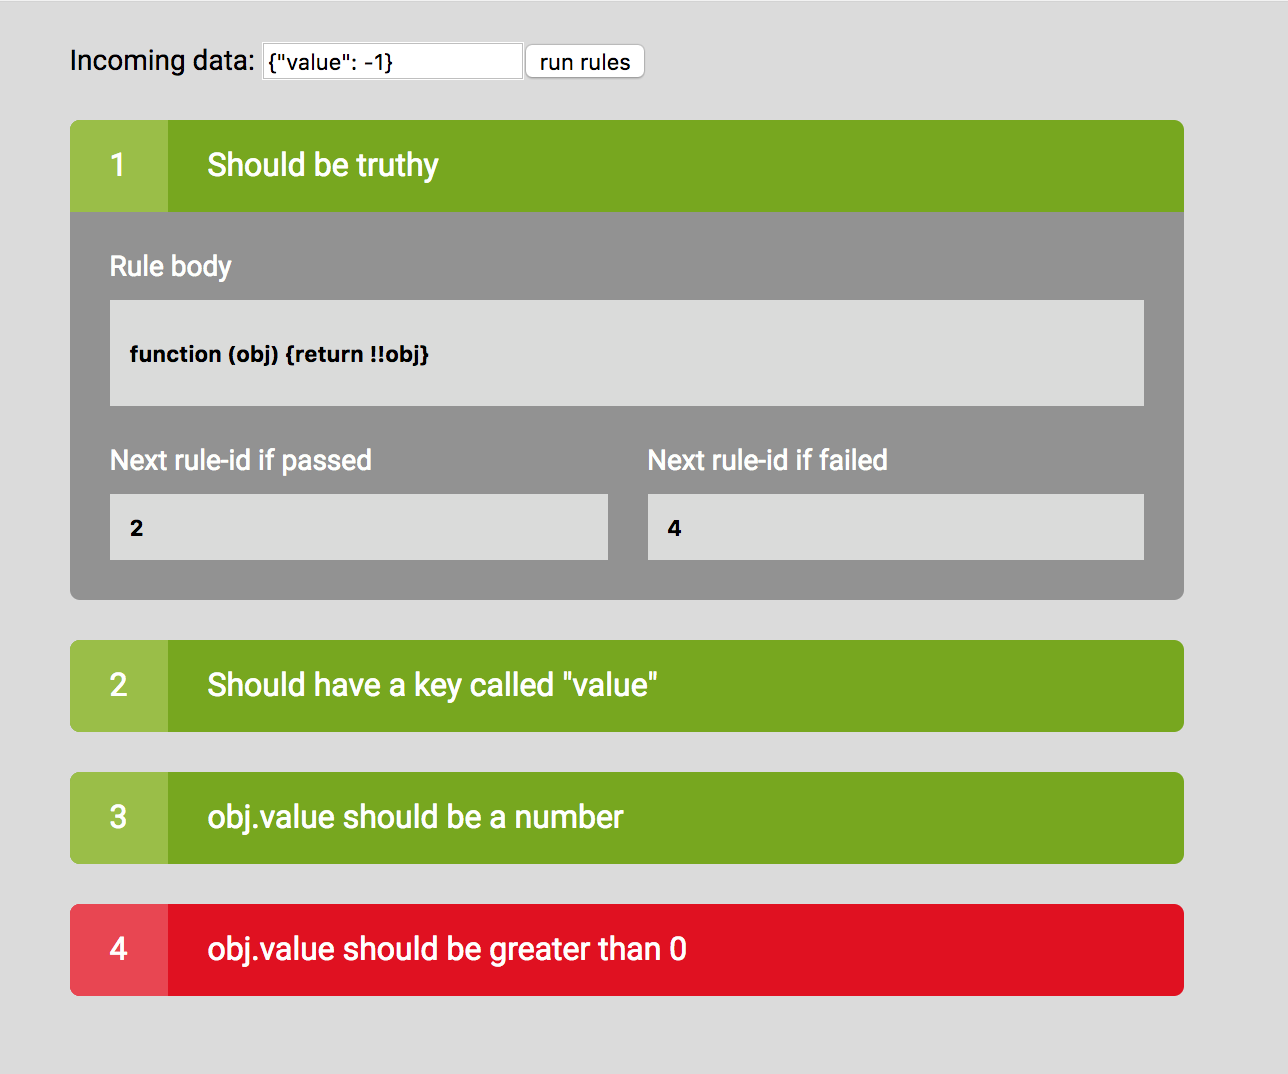 Incoming data: {"value": -1} run rules
1 Should be truthy
Rule body
function (obj) {return !!obj}
Next rule-id if passed Next rule-id if failed
2 4
2 Should have a key called "value"
3 obj.value should be a number
4 obj.value should be greater than 0